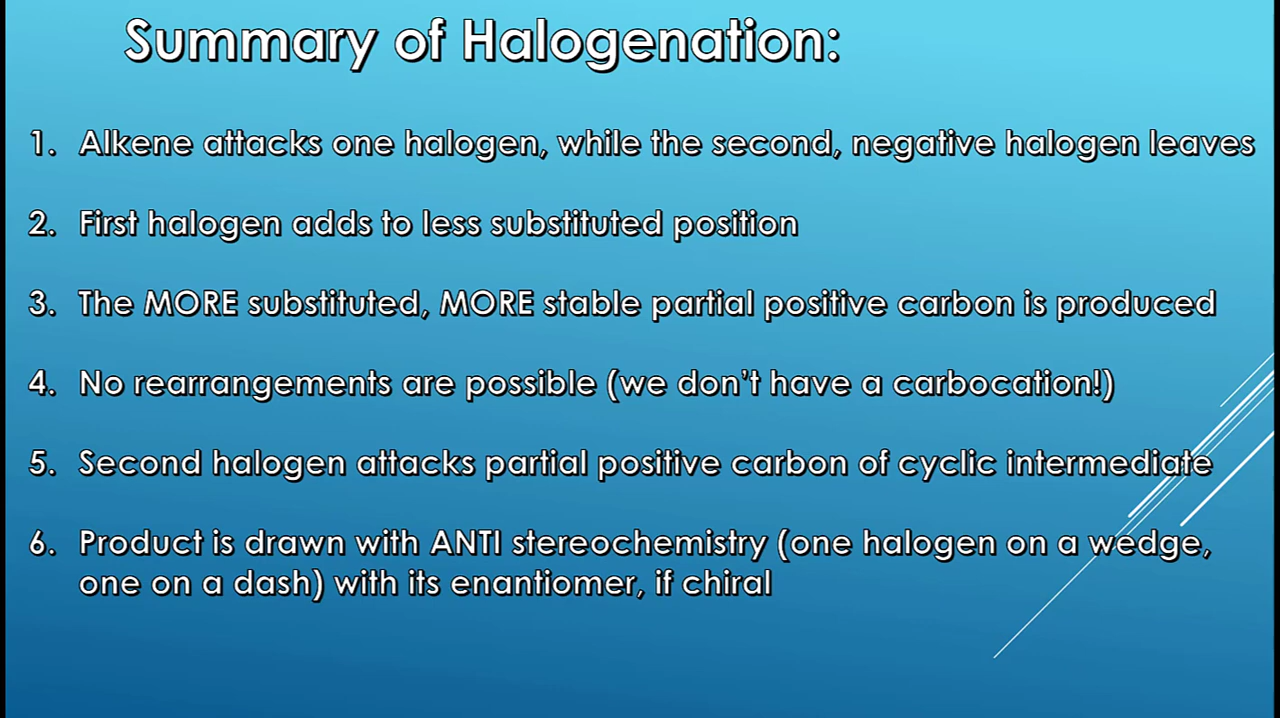 Summary of Halogenation:
1. Alkene attacks one halogen, while the second, negative halogen leaves
2. First halogen adds to less substituted position
3. The MORE substituted, MORE stable partial positive carbon is produced
4. No rearrangements are possible (we don't have a carbocation!)
5. Second halogen attacks partial positive carbon of cyclic intermediate
6. Product is drawn with ANTI stereochemistry (one halogen on a wedge,
one on a dash) with its enantiomer, if chiral